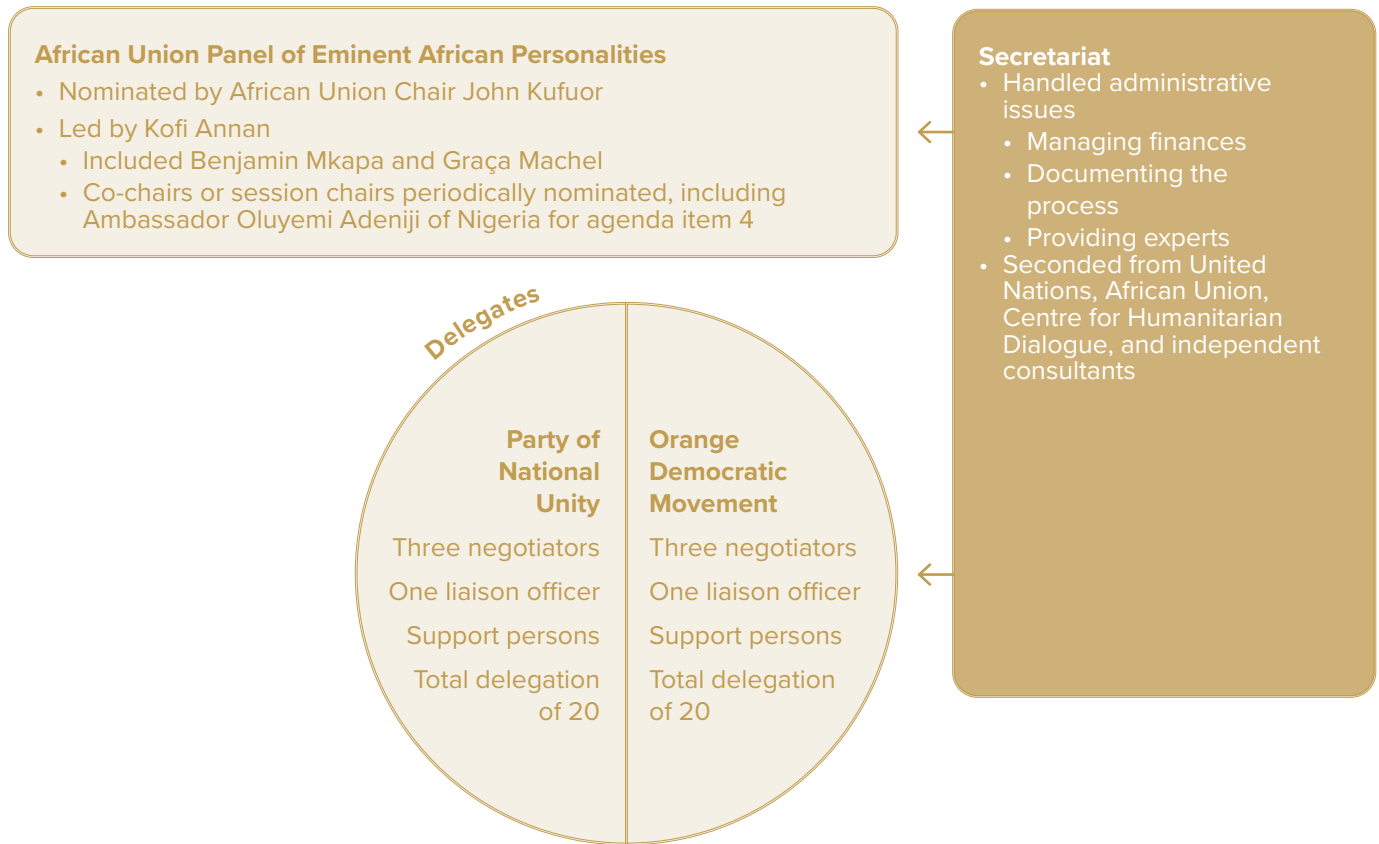 African Union Panel of Eminent African Personalities
• Nominated by African Union Chair John Kufuor
• Led by Kofi Annan
• Included Benjamin Mkapa and Graça Machel
• Co-chairs or session chairs periodically nominated, including
Ambassador Oluyemi Adeniji of Nigeria for agenda item 4
Secretariat
• Handled administrative
issues
• Managing finances
• Documenting the
process
• Providing experts
• Seconded from United
Nations, African Union,
Centre for Humanitarian
Dialogue, and independent
consultants
Delegates
Party of
National
Unity
Three negotiators
One liaison officer
Support persons
Total delegation
of 20
Orange
Democratic
Movement
Three negotiators
One liaison officer
Support persons
Total delegation
of 20